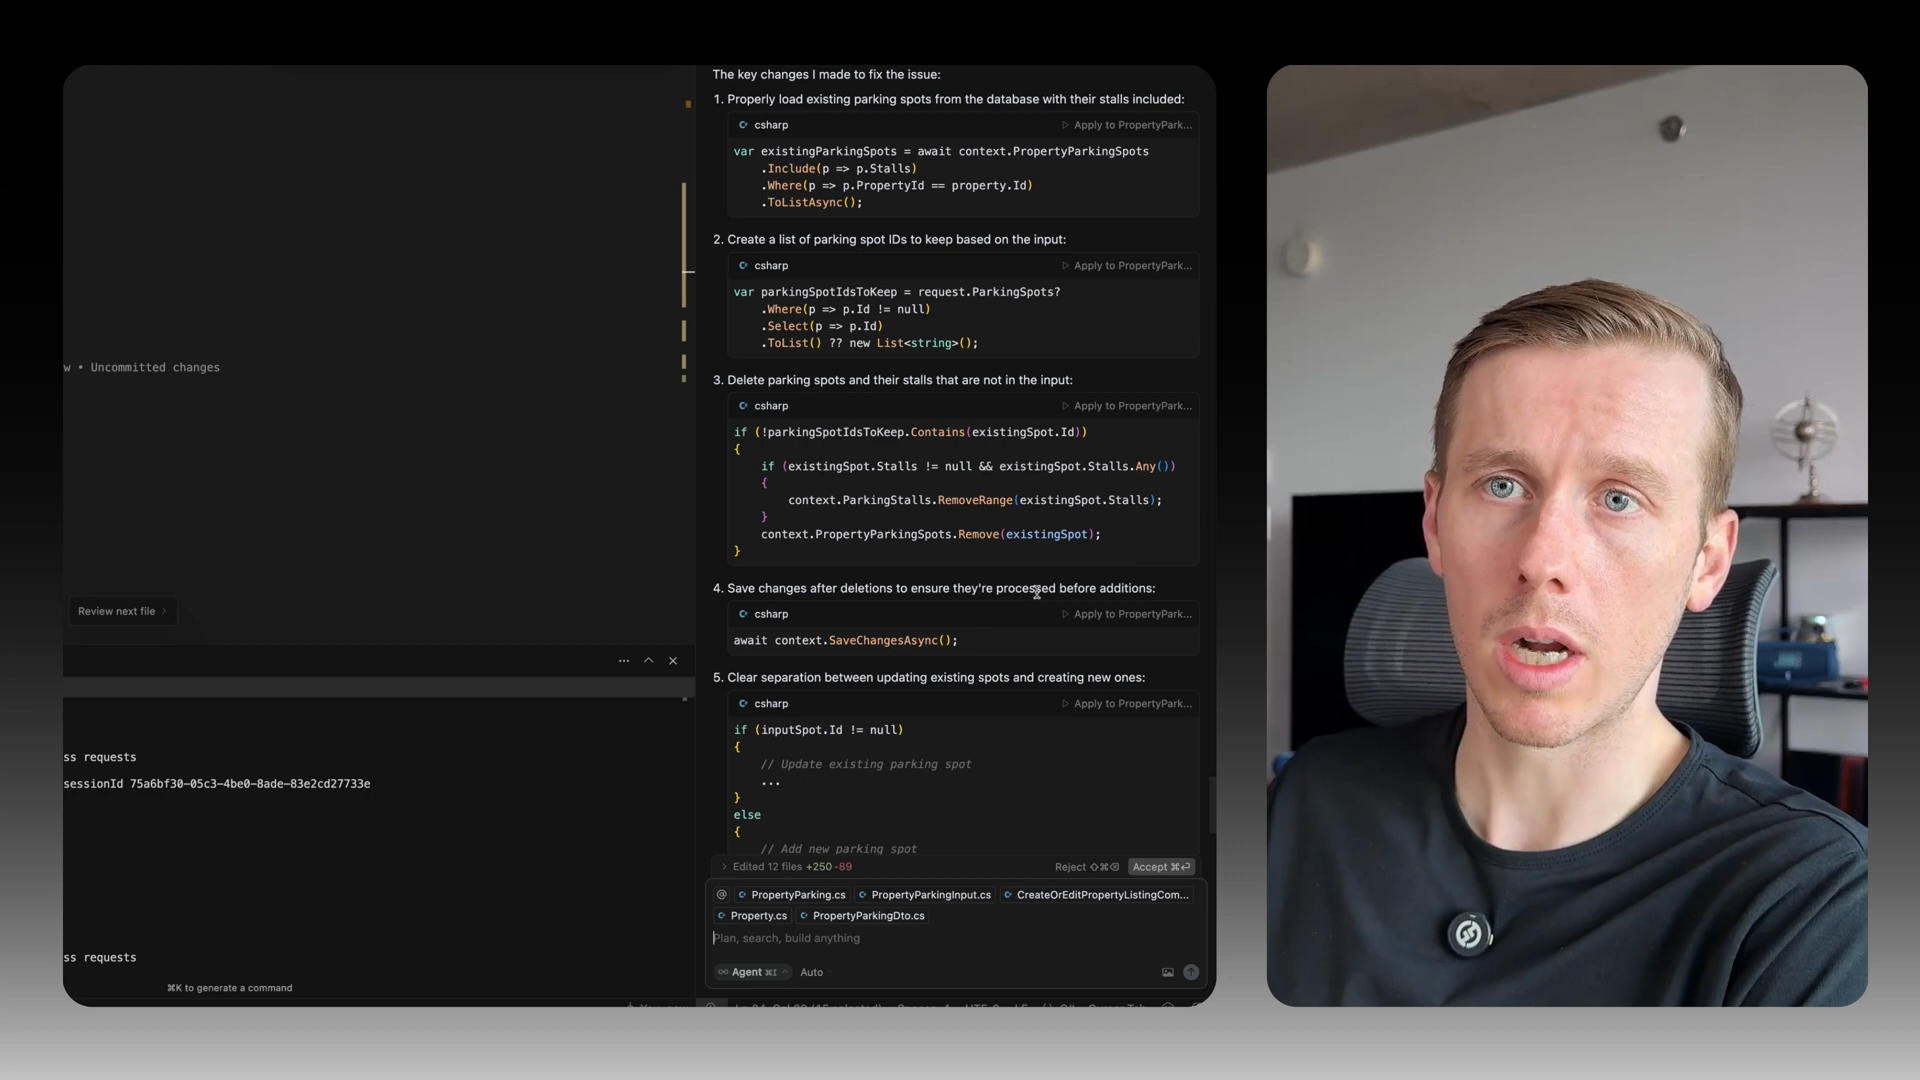 The key changes I made to fix the issue:
1. Properly load existing parking spots from the database with their stalls included:
csharp
Apply to PropertyPark...
var existingParkingSpots = await context.PropertyParkingSpots
.Include(p => p.Stalls)
.Where(p => p.PropertyId == property.Id)
.ToListAsync();
2. Create a list of parking spot IDs to keep based on the input:
csharp
Apply to PropertyPark...
var parkingSpotIdsToKeep = request.ParkingSpots?
.Where(p => p.Id != null)
.Select(p => p.Id)
.ToList() ?? new List<string>();
w • Uncommitted changes
3. Delete parking spots and their stalls that are not in the input:
csharp
Apply to PropertyPark...
if (!parkingSpotIdsToKeep.Contains(existingSpot.Id))
{
if (existingSpot.Stalls != null && existingSpot.Stalls.Any())
{
context.ParkingStalls.RemoveRange(existingSpot.Stalls);
}
context.PropertyParkingSpots.Remove(existingSpot);
}
4. Save changes after deletions to ensure they're processed before additions:
csharp
Apply to PropertyPark...
await context.SaveChangesAsync();
Review next file
5. Clear separation between updating existing spots and creating new ones:
csharp
Apply to PropertyPark...
if (inputSpot.Id != null)
{
// Update existing parking spot
...
}
else
{
// Add new parking spot
ss requests
sessionId 75a6bf30-05c3-4be0-8ade-83e2cd27733e
ss requests
⌘K to generate a command
Edited 12 files +250 -89
Reject ⇧⌘⌫
Accept ⌘⏎
@ PropertyParking.cs PropertyParkingInput.cs CreateOrEditPropertyListingCom...
Property.cs PropertyParkingDto.cs
Plan, search, build anything
Agent ⌘I
Auto